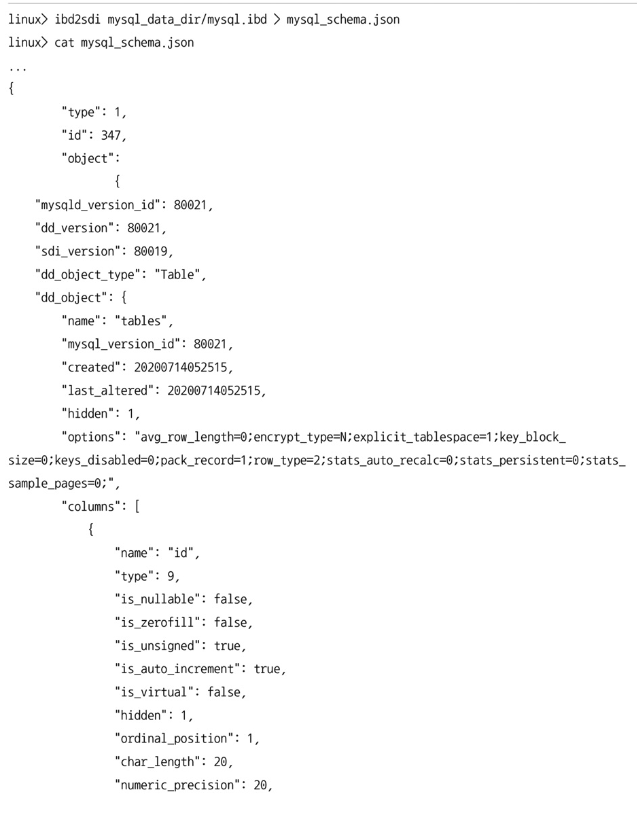 linux> ibd2sdi mysql_data_dir/mysql.ibd > mysql_schema.json
linux> cat mysql_schema.json
...
{
        "type": 1,
        "id": 347,
        "object":
                {
    "mysqld_version_id": 80021,
    "dd_version": 80021,
    "sdi_version": 80019,
    "dd_object_type": "Table",
    "dd_object": {
        "name": "tables",
        "mysql_version_id": 80021,
        "created": 20200714052515,
        "last_altered": 20200714052515,
        "hidden": 1,
        "options": "avg_row_length=0;encrypt_type=N;explicit_tablespace=1;key_block_
size=0;keys_disabled=0;pack_record=1;row_type=2;stats_auto_recalc=0;stats_persistent=0;stats_
sample_pages=0;",
        "columns": [
            {
                "name": "id",
                "type": 9,
                "is_nullable": false,
                "is_zerofill": false,
                "is_unsigned": true,
                "is_auto_increment": true,
                "is_virtual": false,
                "hidden": 1,
                "ordinal_position": 1,
                "char_length": 20,
                "numeric_precision": 20,